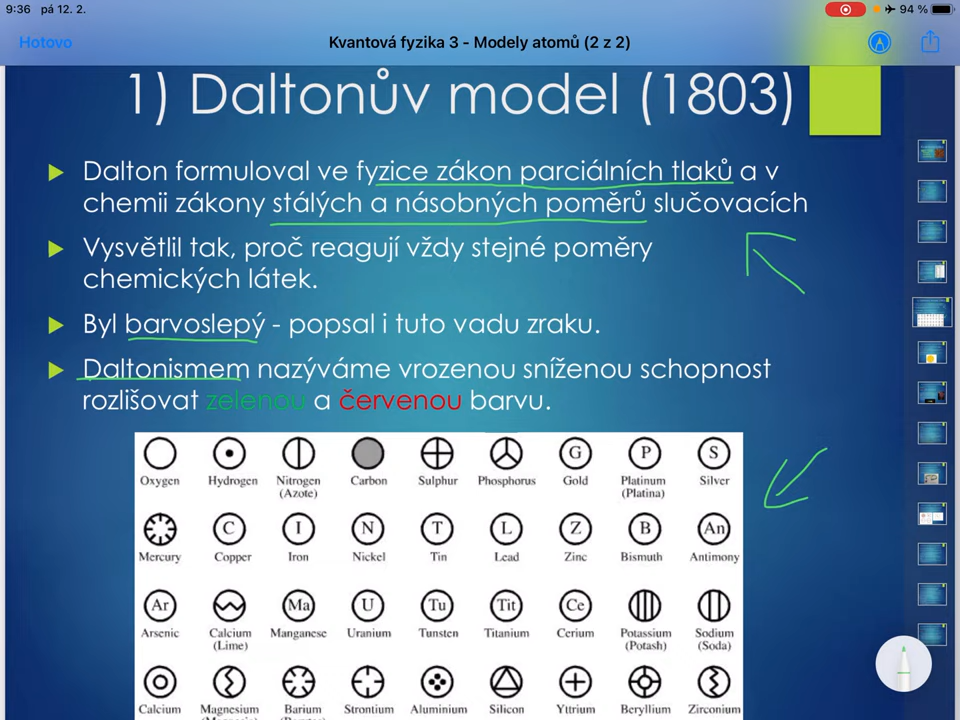 9:36 pá 12. 2.
94 %
Hotovo
Kvantová fyzika 3 - Modely atomů (2 z 2)
1) Daltonův model (1803)
Dalton formuloval ve fyzice zákon parciálních tlaků a v
chemii zákony stálých a násobných poměrů slučovacích
Vysvětlil tak, proč reagují vždy stejné poměry
chemických látek.
Byl barvoslepý - popsal i tuto vadu zraku.
Daltonismem nazýváme vrozenou sníženou schopnost
rozlišovat zelenou a červenou barvu.
G P S
Oxygen Hydrogen Nitrogen Carbon Sulphur Phosphorus Gold Platinum Silver
(Azote) (Platina)
C I N T L Z B An
Mercury Copper Iron Nickel Tin Lead Zinc Bismuth Antimony
Ar Ma U Tu Tit Ce
Arsenic Calcium Manganese Uranium Tunsten Titanium Cerium Potassium Sodium
(Lime) (Potash) (Soda)
Calcium Magnesium Barium Strontium Aluminium Silicon Yttrium Beryllium Zirconium